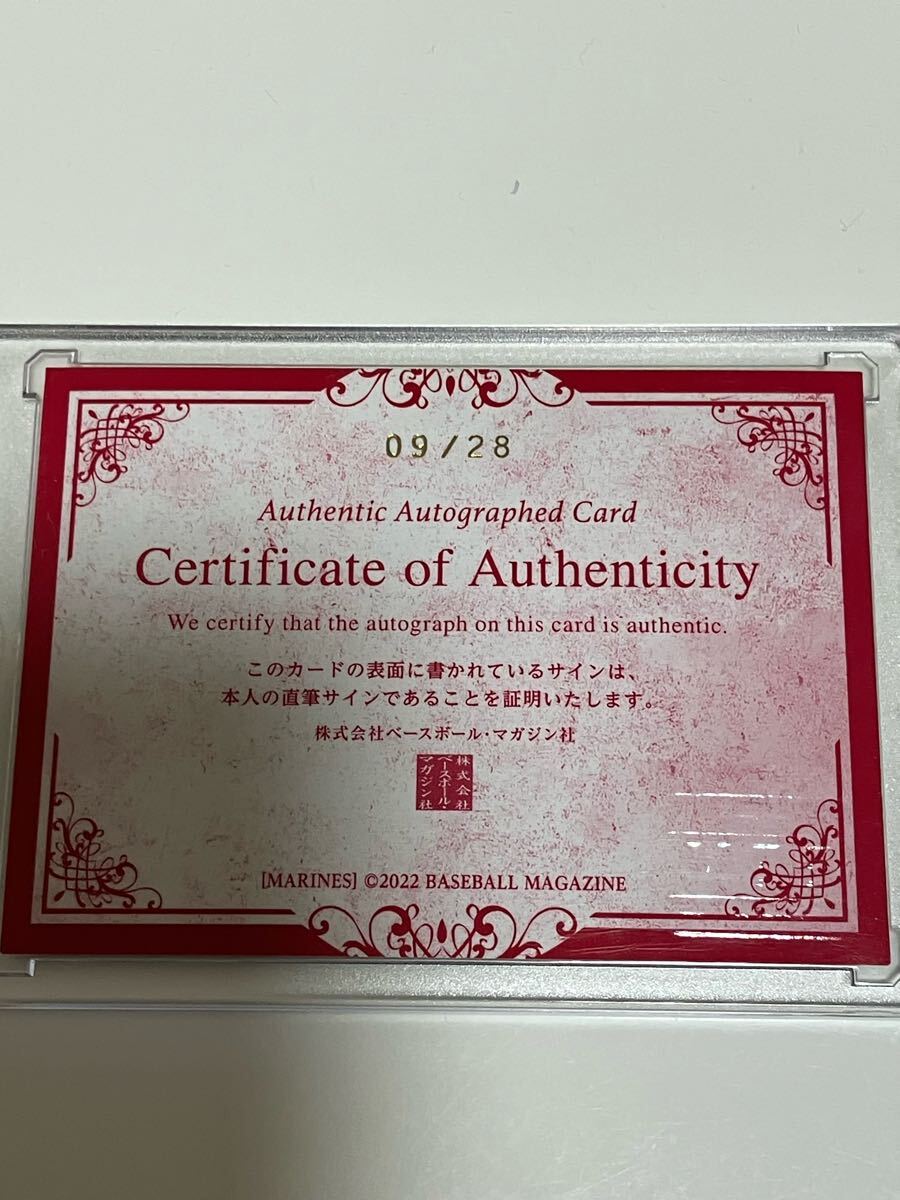 09/28
Authentic Autographed Card
Certificate of Authenticity
We certify that the autograph on this card is authentic.
このカードの表面に書かれているサインは、
本人の直筆サインであることを証明いたします。
株式会社ベースボール・マガジン社
株式会社
ベースボール・
マガジン社
[MARINES] ©2022 BASEBALL MAGAZINE